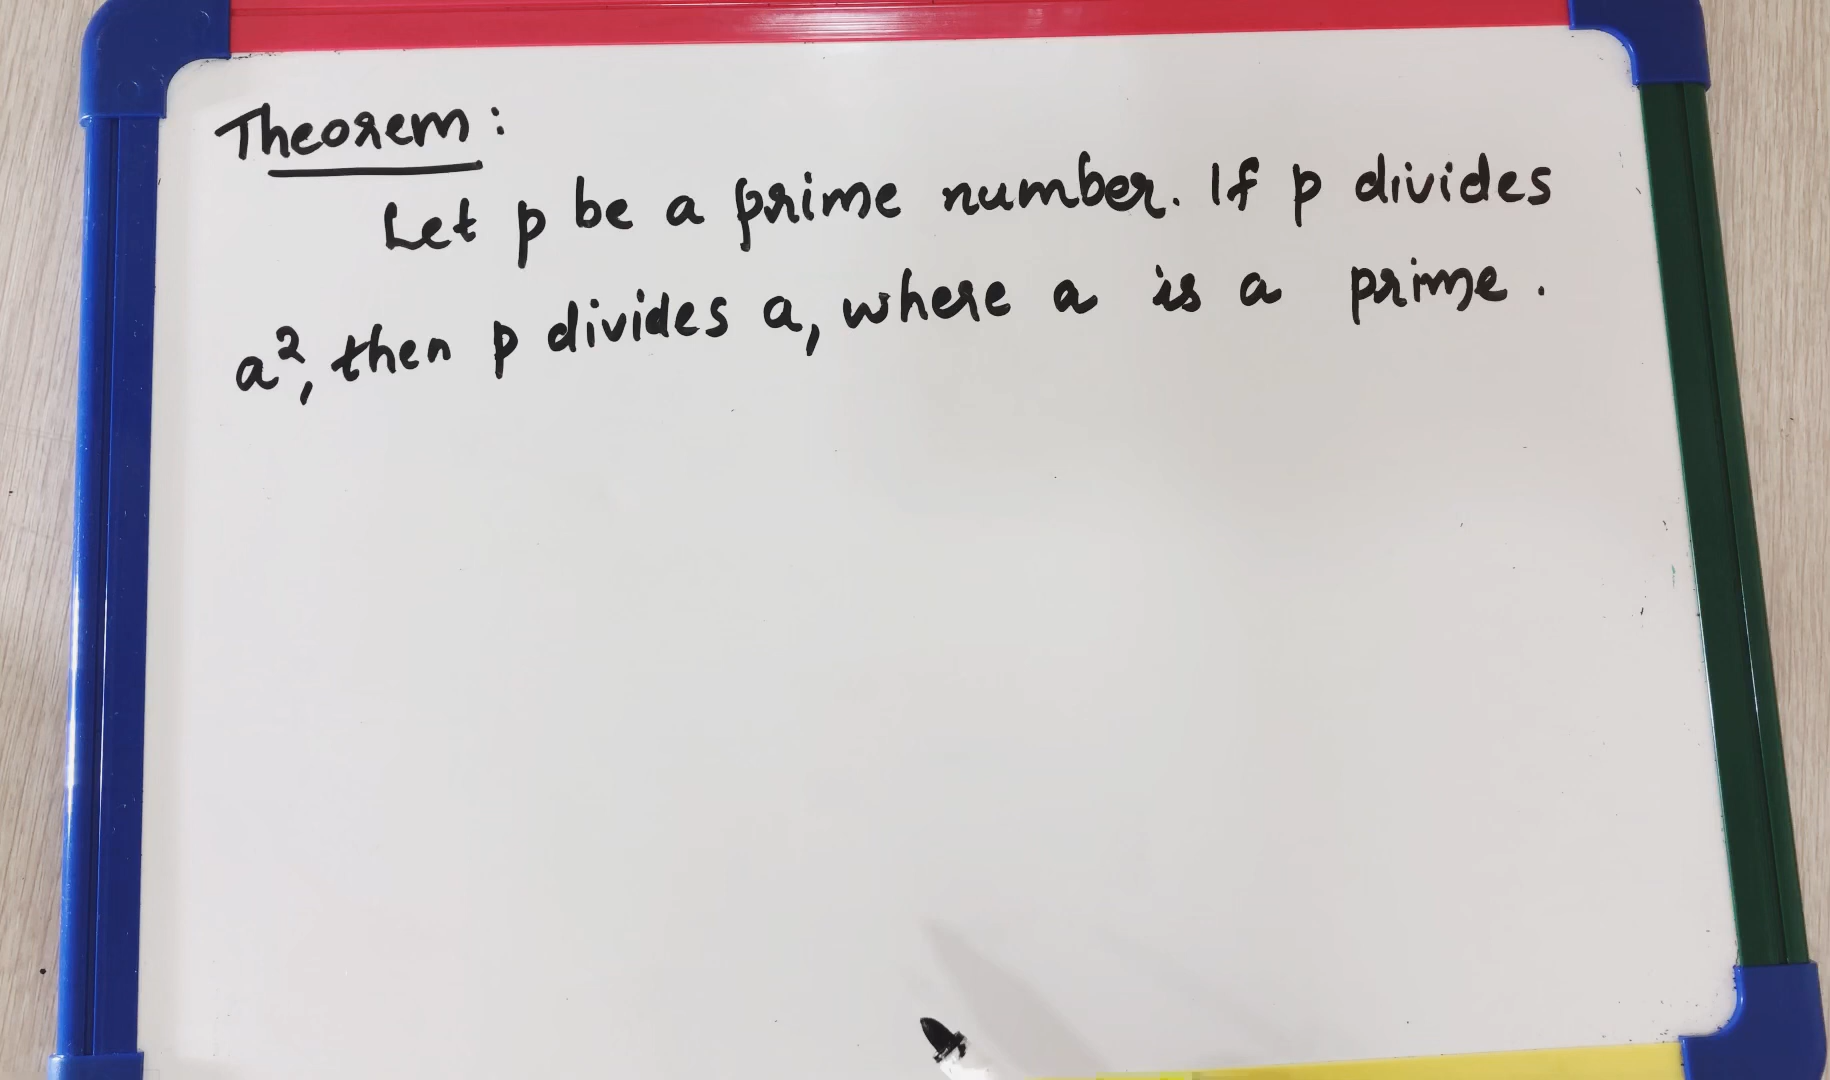 Theorem:
Let p be a prime number. If p divides
a², then p divides a, where a is a prime.